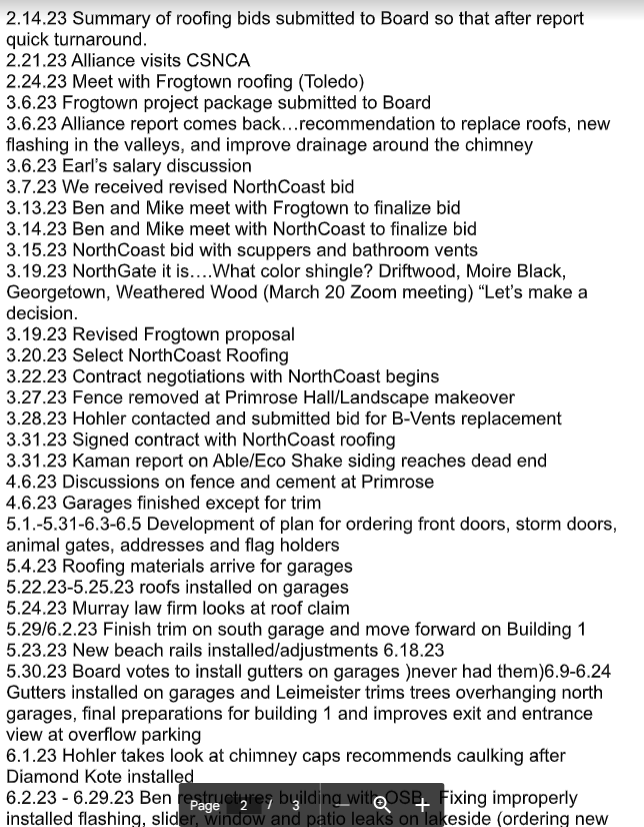 2.14.23 Summary of roofing bids submitted to Board so that after report
quick turnaround.
2.21.23 Alliance visits CSNCA
2.24.23 Meet with Frogtown roofing (Toledo)
3.6.23 Frogtown project package submitted to Board
3.6.23 Alliance report comes back…recommendation to replace roofs, new
flashing in the valleys, and improve drainage around the chimney
3.6.23 Earl's salary discussion
3.7.23 We received revised NorthCoast bid
3.13.23 Ben and Mike meet with Frogtown to finalize bid
3.14.23 Ben and Mike meet with NorthCoast to finalize bid
3.15.23 NorthCoast bid with scuppers and bathroom vents
3.19.23 NorthGate it is….What color shingle? Driftwood, Moire Black,
Georgetown, Weathered Wood (March 20 Zoom meeting) “Let's make a
decision.
3.19.23 Revised Frogtown proposal
3.20.23 Select NorthCoast Roofing
3.22.23 Contract negotiations with NorthCoast begins
3.27.23 Fence removed at Primrose Hall/Landscape makeover
3.28.23 Hohler contacted and submitted bid for B-Vents replacement
3.31.23 Signed contract with NorthCoast roofing
3.31.23 Kaman report on Able/Eco Shake siding reaches dead end
4.6.23 Discussions on fence and cement at Primrose
4.6.23 Garages finished except for trim
5.1.-5.31-6.3-6.5 Development of plan for ordering front doors, storm doors,
animal gates, addresses and flag holders
5.4.23 Roofing materials arrive for garages
5.22.23-5.25.23 roofs installed on garages
5.24.23 Murray law firm looks at roof claim
5.29/6.2.23 Finish trim on south garage and move forward on Building 1
5.23.23 New beach rails installed/adjustments 6.18.23
5.30.23 Board votes to install gutters on garages )never had them)6.9-6.24
Gutters installed on garages and Leimeister trims trees overhanging north
garages, final preparations for building 1 and improves exit and entrance
view at overflow parking
6.1.23 Hohler takes look at chimney caps recommends caulking after
Diamond Kote installed
6.2.23 - 6.29.23 Ben restructures building with OSB. Fixing improperly
installed flashing, slider, window and patio leaks on lakeside (ordering new
Page 2 / 3